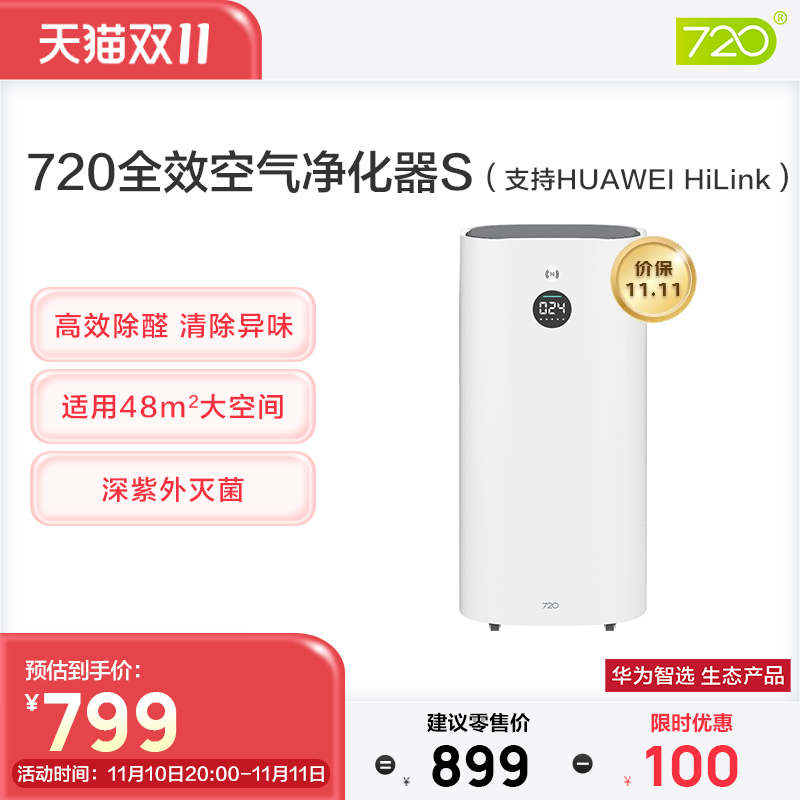 天猫双11
720®
720全效空气净化器S（支持HUAWEI HiLink）
价保
11.11
024
高效除醛 清除异味
适用48m²大空间
深紫外灭菌
720
华为智选 生态产品
预估到手价：
¥799
活动时间：11月10日20:00-11月11日
建议零售价
= ¥ 899
限时优惠
- ¥ 100